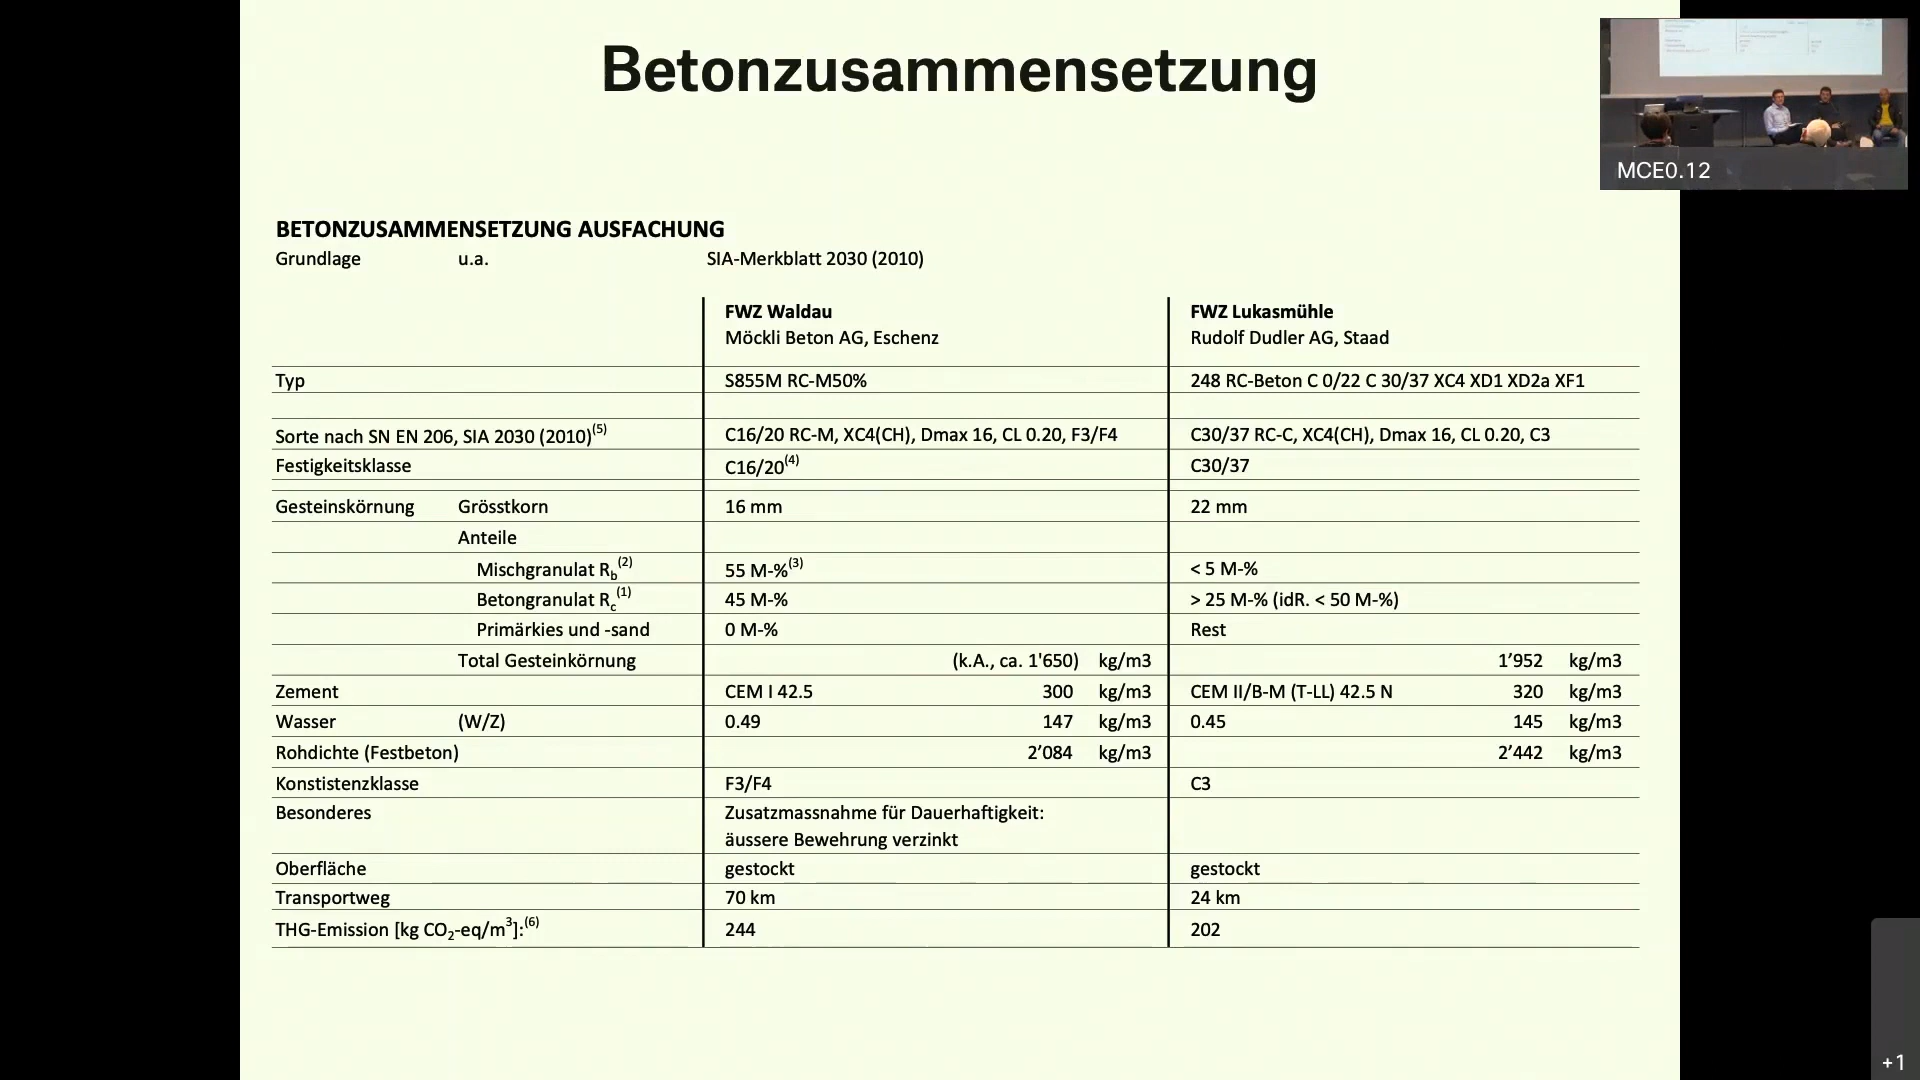 Betonzusammensetzung
MCE0.12
BETONZUSAMMENSETZUNG AUSFACHUNG
Grundlage u.a. SIA-Merkblatt 2030 (2010)
FWZ Waldau FWZ Lukasmühle
Möckli Beton AG, Eschenz Rudolf Dudler AG, Staad
Typ S855M RC-M50% 248 RC-Beton C 0/22 C 30/37 XC4 XD1 XD2a XF1
Sorte nach SN EN 206, SIA 2030 (2010)(5) C16/20 RC-M, XC4(CH), Dmax 16, CL 0.20, F3/F4 C30/37 RC-C, XC4(CH), Dmax 16, CL 0.20, C3
Festigkeitsklasse C16/20(4) C30/37
Gesteinskörnung Grösstkorn 16 mm 22 mm
Anteile
Mischgranulat Rb(2) 55 M-%(3) < 5 M-%
Betongranulat Rc(1) 45 M-% > 25 M-% (idR. < 50 M-%)
Primärkies und -sand 0 M-% Rest
Total Gesteinkörnung (k.A., ca. 1'650) kg/m3 1’952 kg/m3
Zement CEM I 42.5 300 kg/m3 CEM II/B-M (T-LL) 42.5 N 320 kg/m3
Wasser (W/Z) 0.49 147 kg/m3 0.45 145 kg/m3
Rohdichte (Festbeton) 2’084 kg/m3 2’442 kg/m3
Konstistenzklasse F3/F4 C3
Besonderes Zusatzmassnahme für Dauerhaftigkeit:
äussere Bewehrung verzinkt
Oberfläche gestockt gestockt
Transportweg 70 km 24 km
THG-Emission [kg CO2-eq/m3]:(6) 244 202
+1